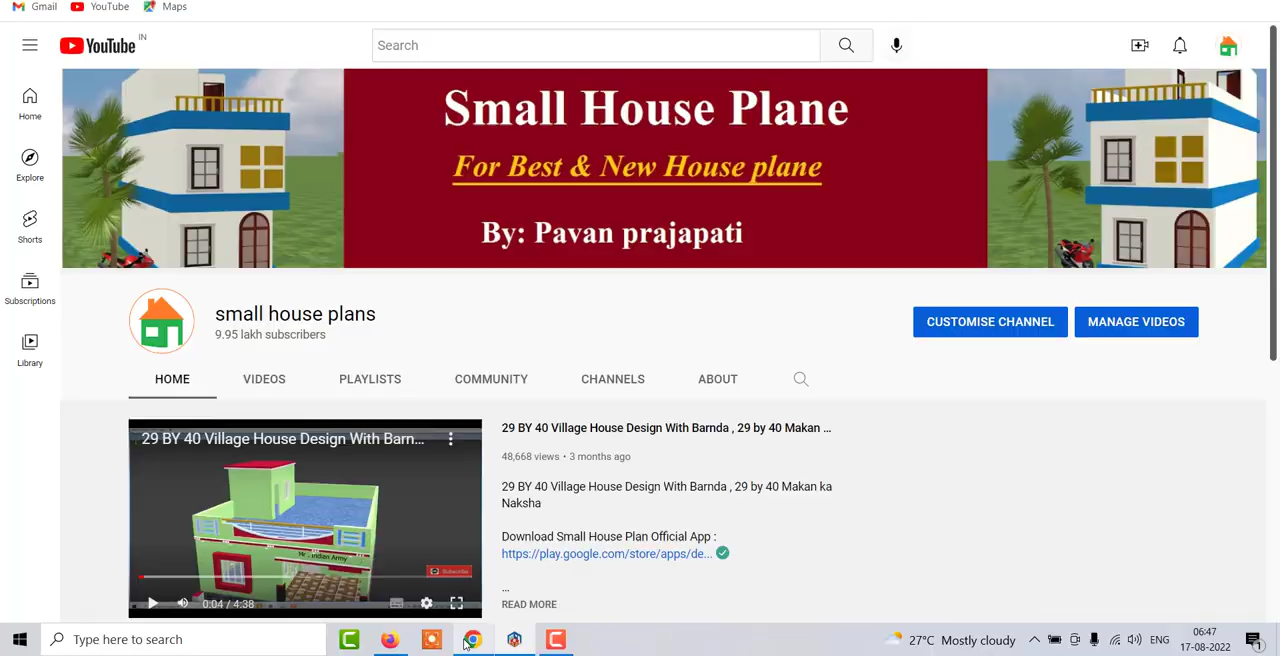 Gmail YouTube Maps
YouTube IN
Search
Home
Explore
Shorts
Subscriptions
Library
Small House Plane
For Best & New House plane
By: Pavan prajapati
small house plans
9.95 lakh subscribers
CUSTOMISE CHANNEL MANAGE VIDEOS
HOME VIDEOS PLAYLISTS COMMUNITY CHANNELS ABOUT
29 BY 40 Village House Design With Barn...
Subscribe
0:04 / 4:38
29 BY 40 Village House Design With Barnda , 29 by 40 Makan ...
48,668 views • 3 months ago
29 BY 40 Village House Design With Barnda , 29 by 40 Makan ka
Naksha
Download Small House Plan Official App :
https://play.google.com/store/apps/de...
...
READ MORE
Type here to search
27°C Mostly cloudy
ENG
06:47
17-08-2022
1